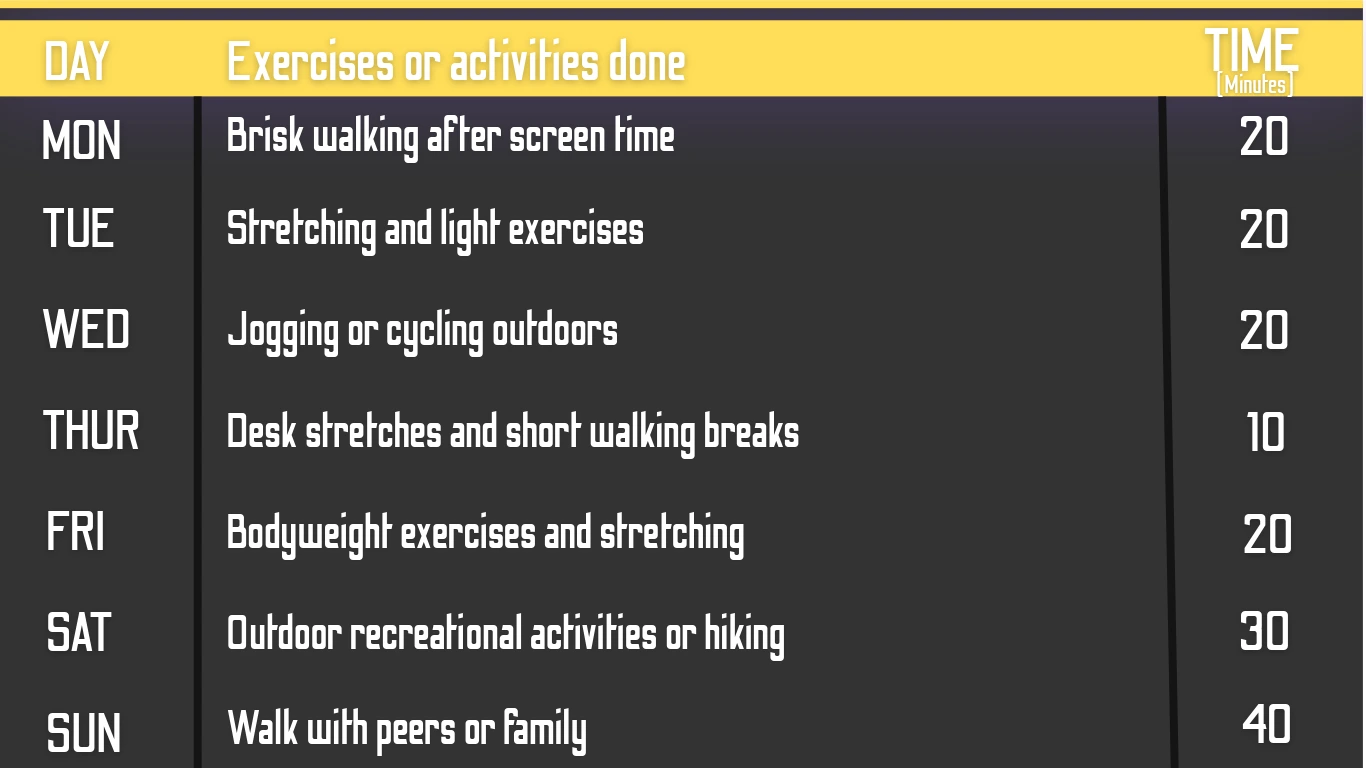 DAY Exercises or activities done TIME
(Minutes)
MON Brisk walking after screen time 20
TUE Stretching and light exercises 20
WED Jogging or cycling outdoors 20
THUR Desk stretches and short walking breaks 10
FRI Bodyweight exercises and stretching 20
SAT Outdoor recreational activities or hiking 30
SUN Walk with peers or family 40